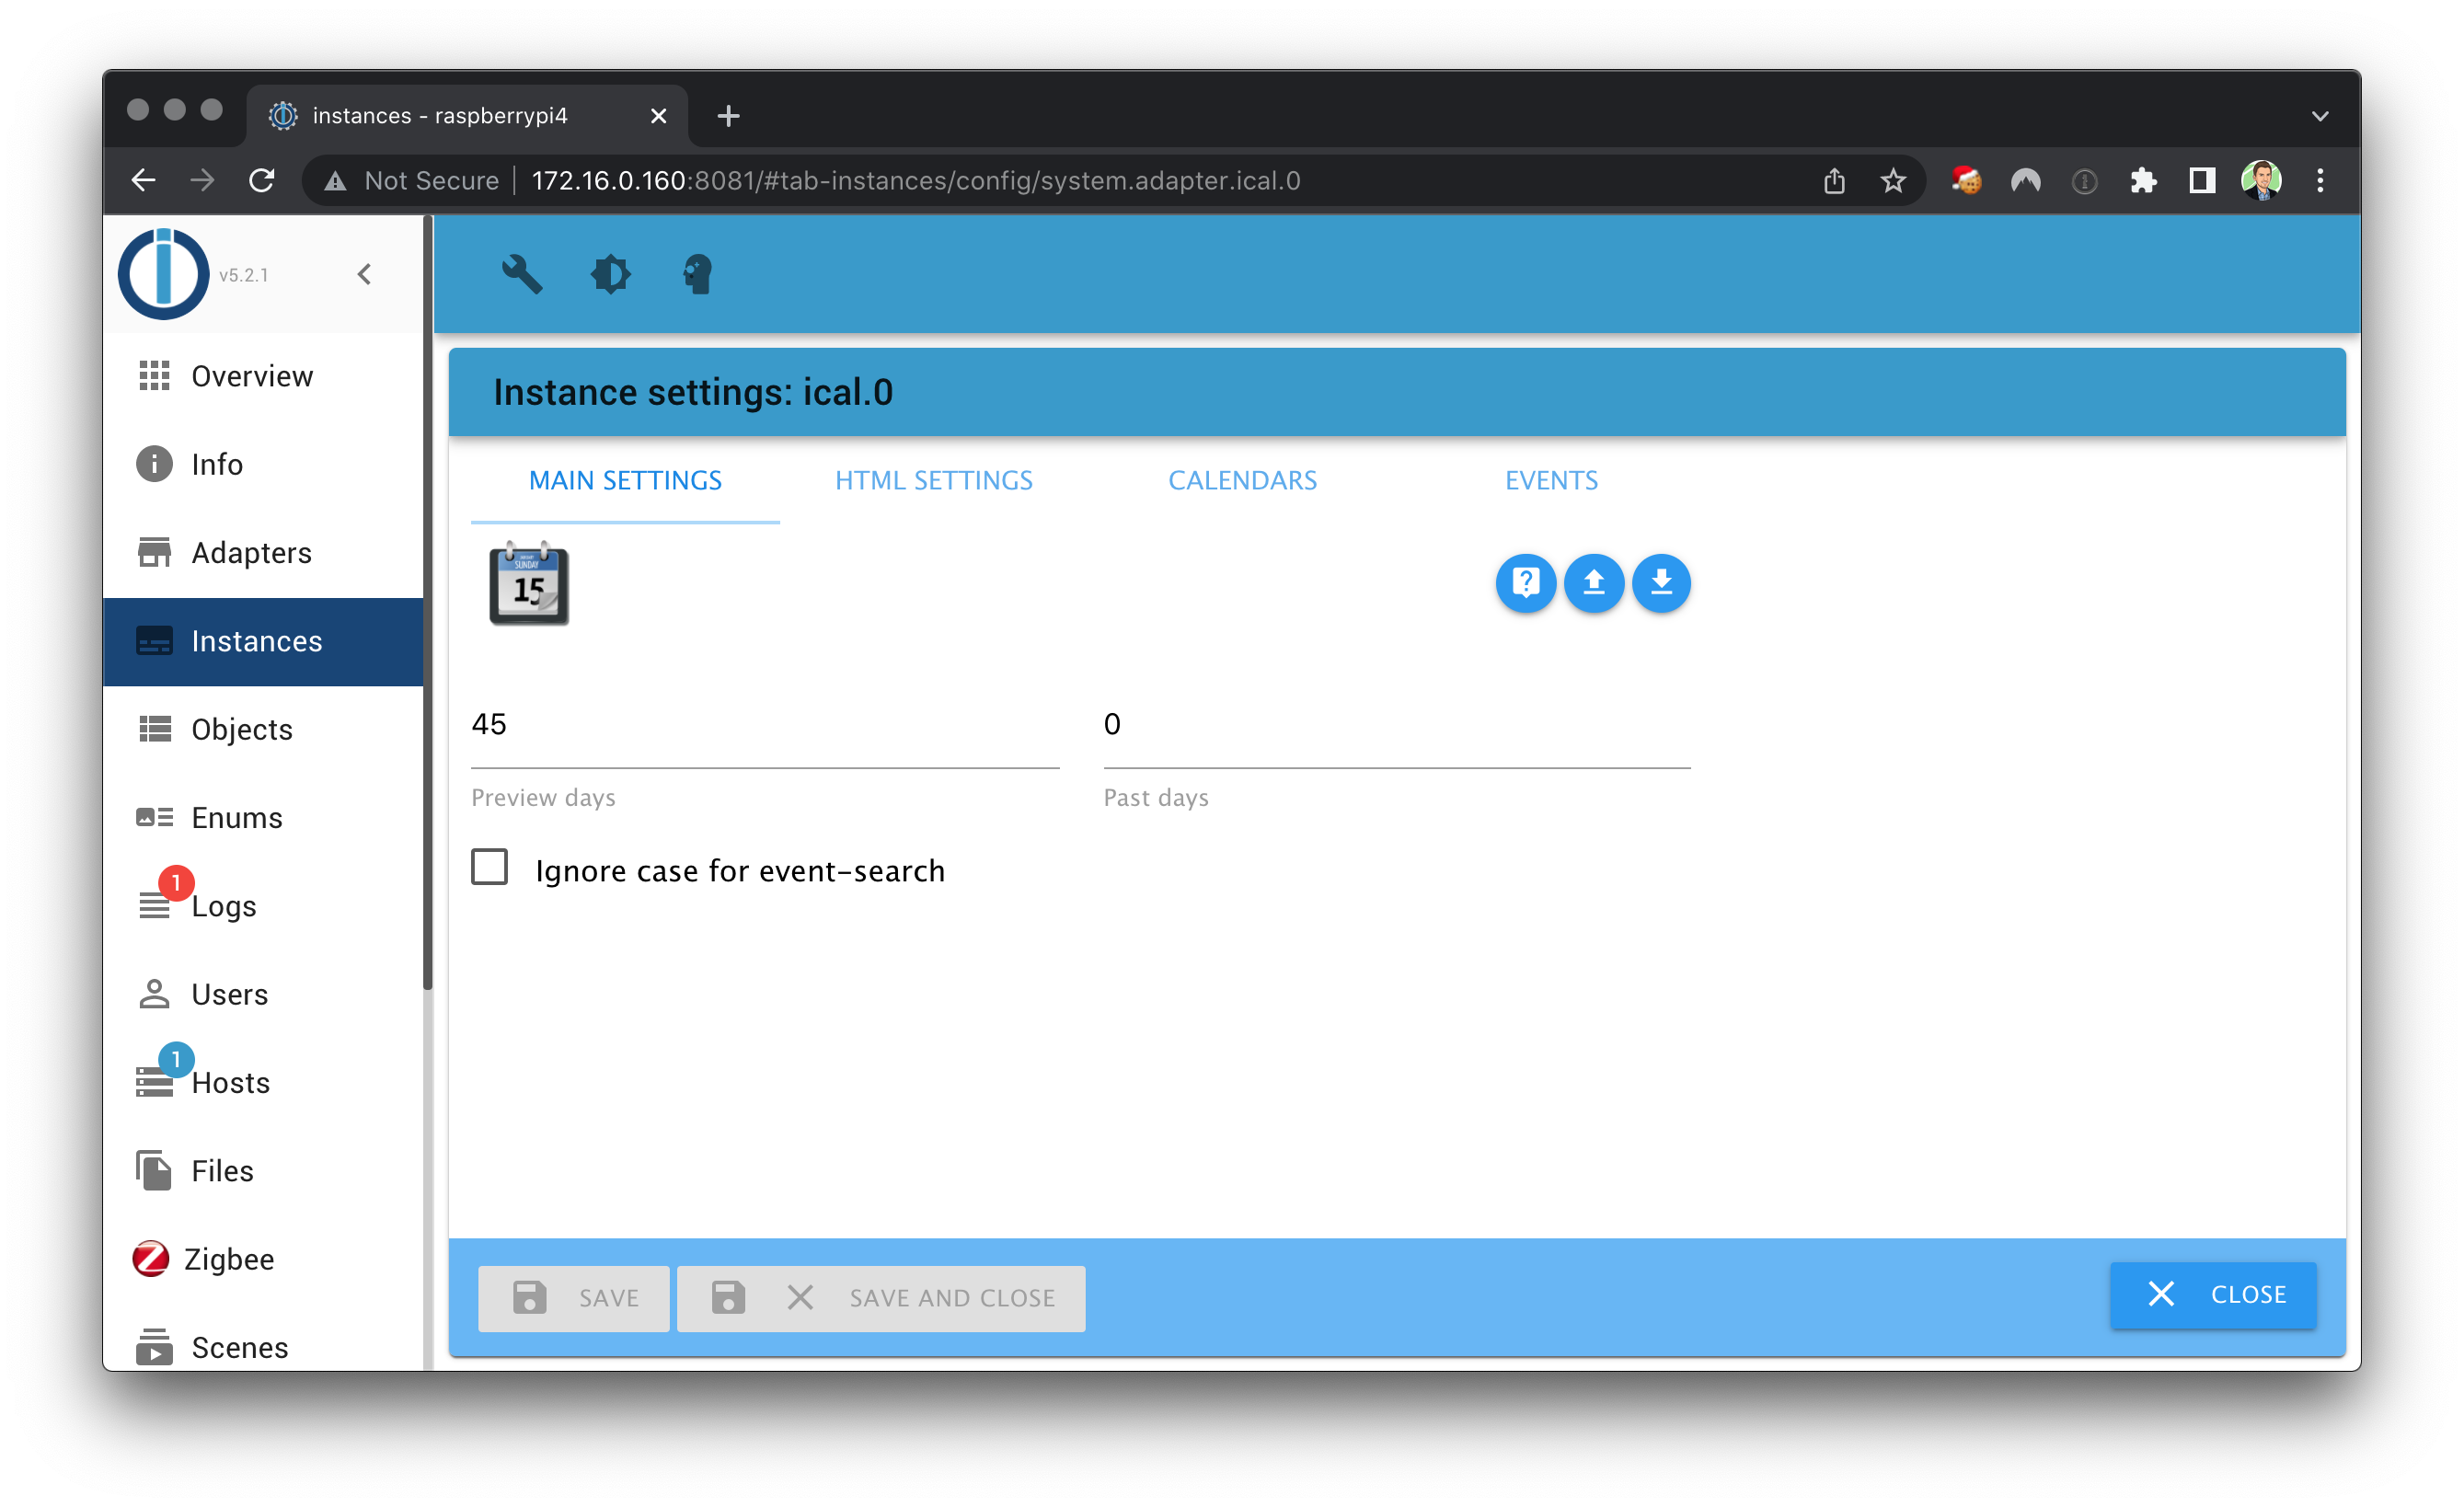 instances - raspberrypi4
Not Secure 172.16.0.160:8081/#tab-instances/config/system.adapter.ical.0
v5.2.1
Overview
Info
Adapters
Instances
Objects
Enums
1
Logs
Users
1
Hosts
Files
Zigbee
Scenes
Instance settings: ical.0
MAIN SETTINGS HTML SETTINGS CALENDARS EVENTS
SUNDAY
15
45
Preview days
0
Past days
Ignore case for event-search
SAVE SAVE AND CLOSE CLOSE